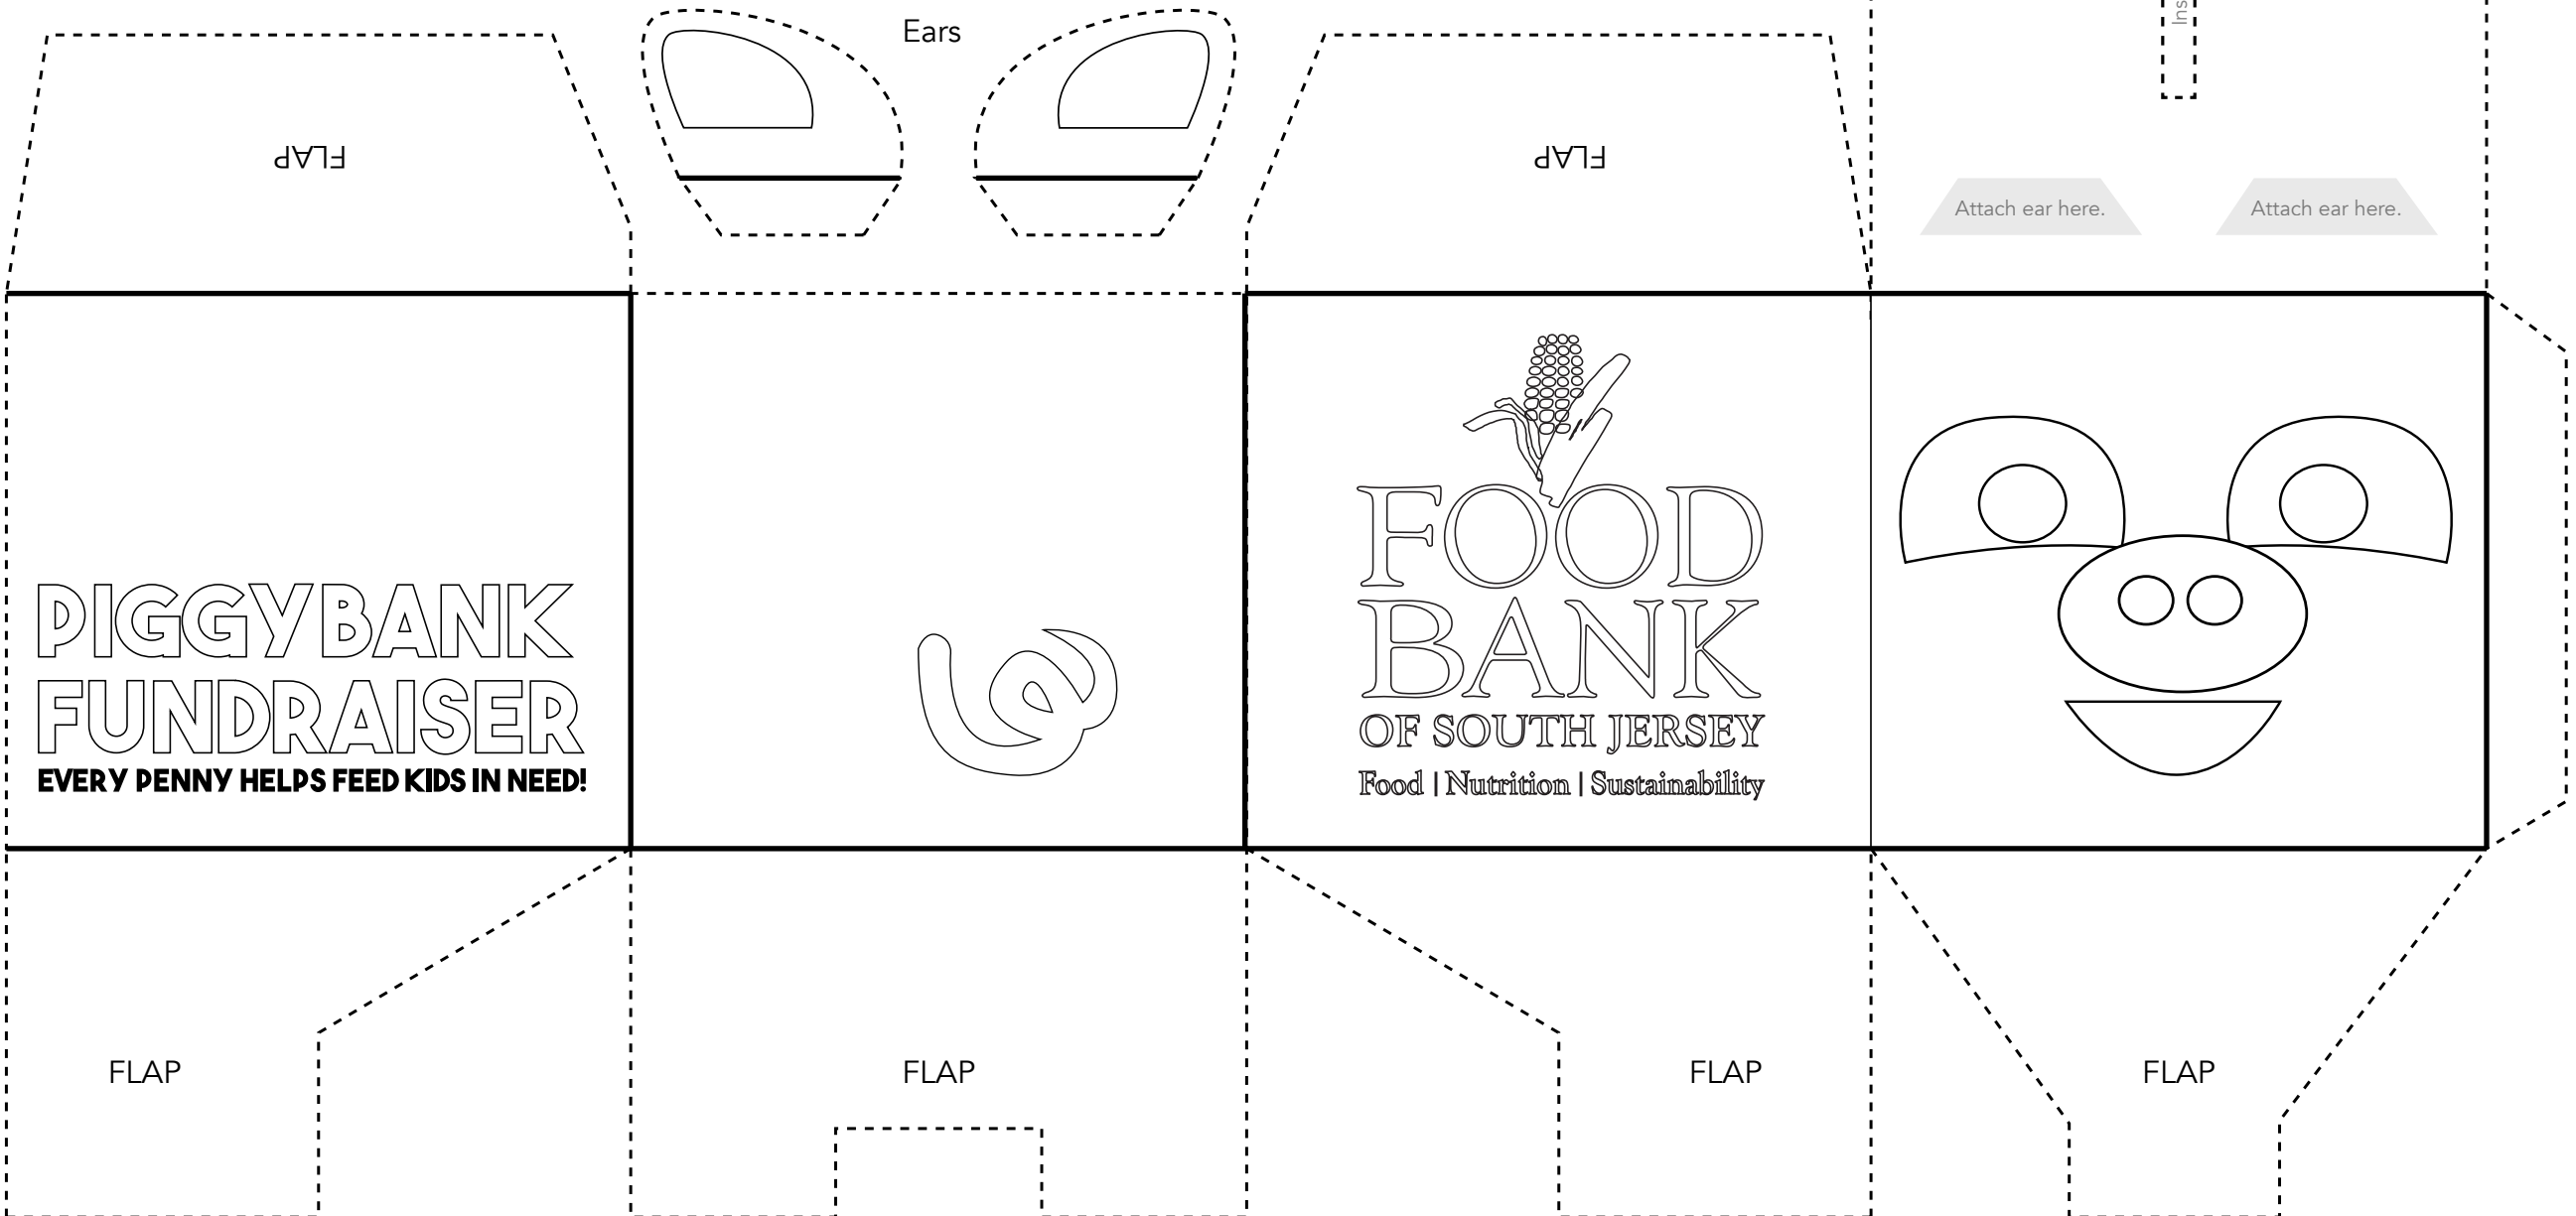 Ears
Ins
FLAP
FLAP
Attach ear here.
Attach ear here.
PIGGYBANK
FUNDRAISER
EVERY PENNY HELPS FEED KIDS IN NEED!
FOOD
BANK
OF SOUTH JERSEY
Food | Nutrition | Sustainability
FLAP
FLAP
FLAP
FLAP